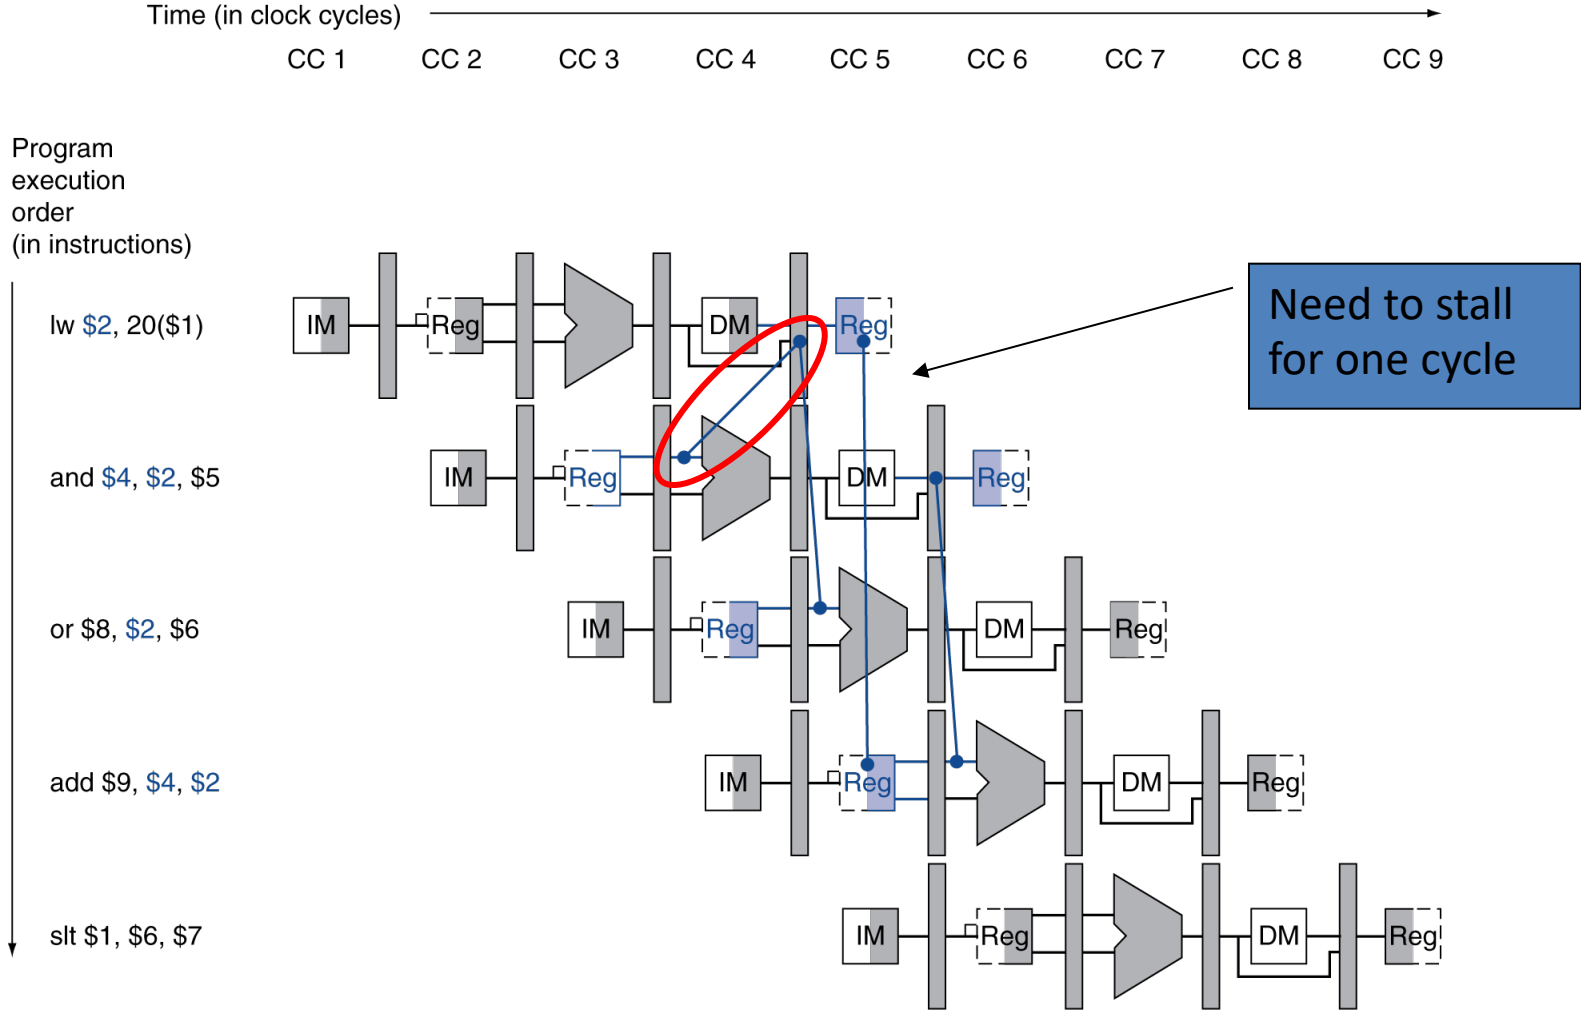 Time (in clock cycles)
CC 1 CC 2 CC 3 CC 4 CC 5 CC 6 CC 7 CC 8 CC 9
Program
execution
order
(in instructions)
lw $2, 20($1) IM Reg DM Reg
Need to stall
for one cycle
and $4, $2, $5 IM Reg DM Reg
or $8, $2, $6 IM Reg DM Reg
add $9, $4, $2 IM Reg DM Reg
slt $1, $6, $7 IM Reg DM Reg